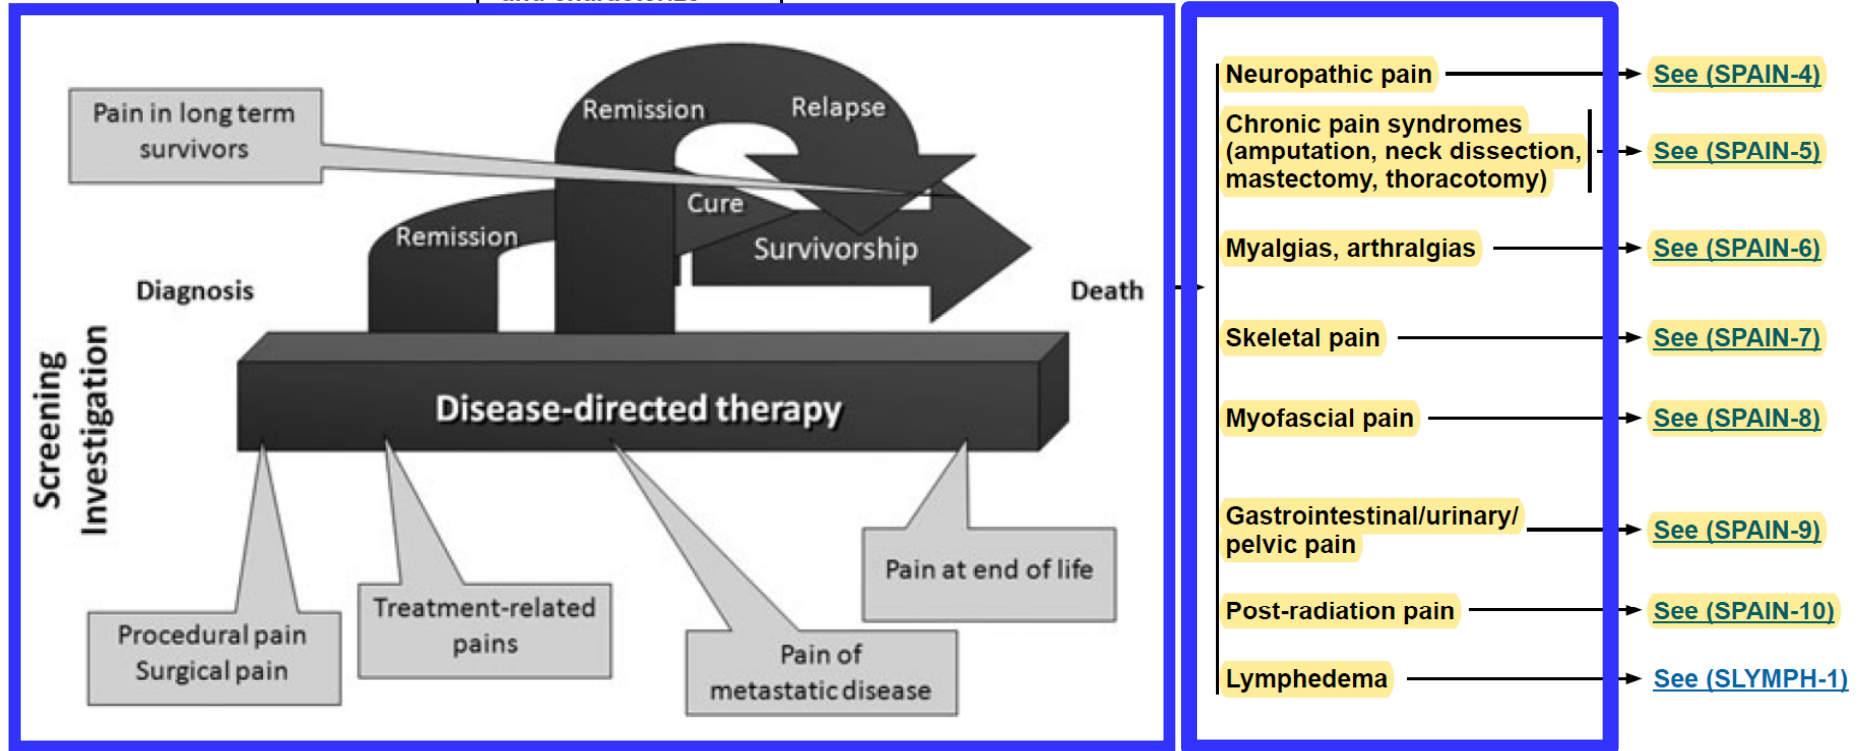 Pain in long term
survivors
Remission
Relapse
Cure
Remission
Survivorship
Diagnosis
Death
Screening
Investigation
Disease-directed therapy
Procedural pain
Surgical pain
Treatment-related
pains
Pain of
metastatic disease
Pain at end of life
Neuropathic pain
See (SPAIN-4)
Chronic pain syndromes
(amputation, neck dissection,
mastectomy, thoracotomy)
See (SPAIN-5)
Myalgias, arthralgias
See (SPAIN-6)
Skeletal pain
See (SPAIN-7)
Myofascial pain
See (SPAIN-8)
Gastrointestinal/urinary/
pelvic pain
See (SPAIN-9)
Post-radiation pain
See (SPAIN-10)
Lymphedema
See (SLYMPH-1)